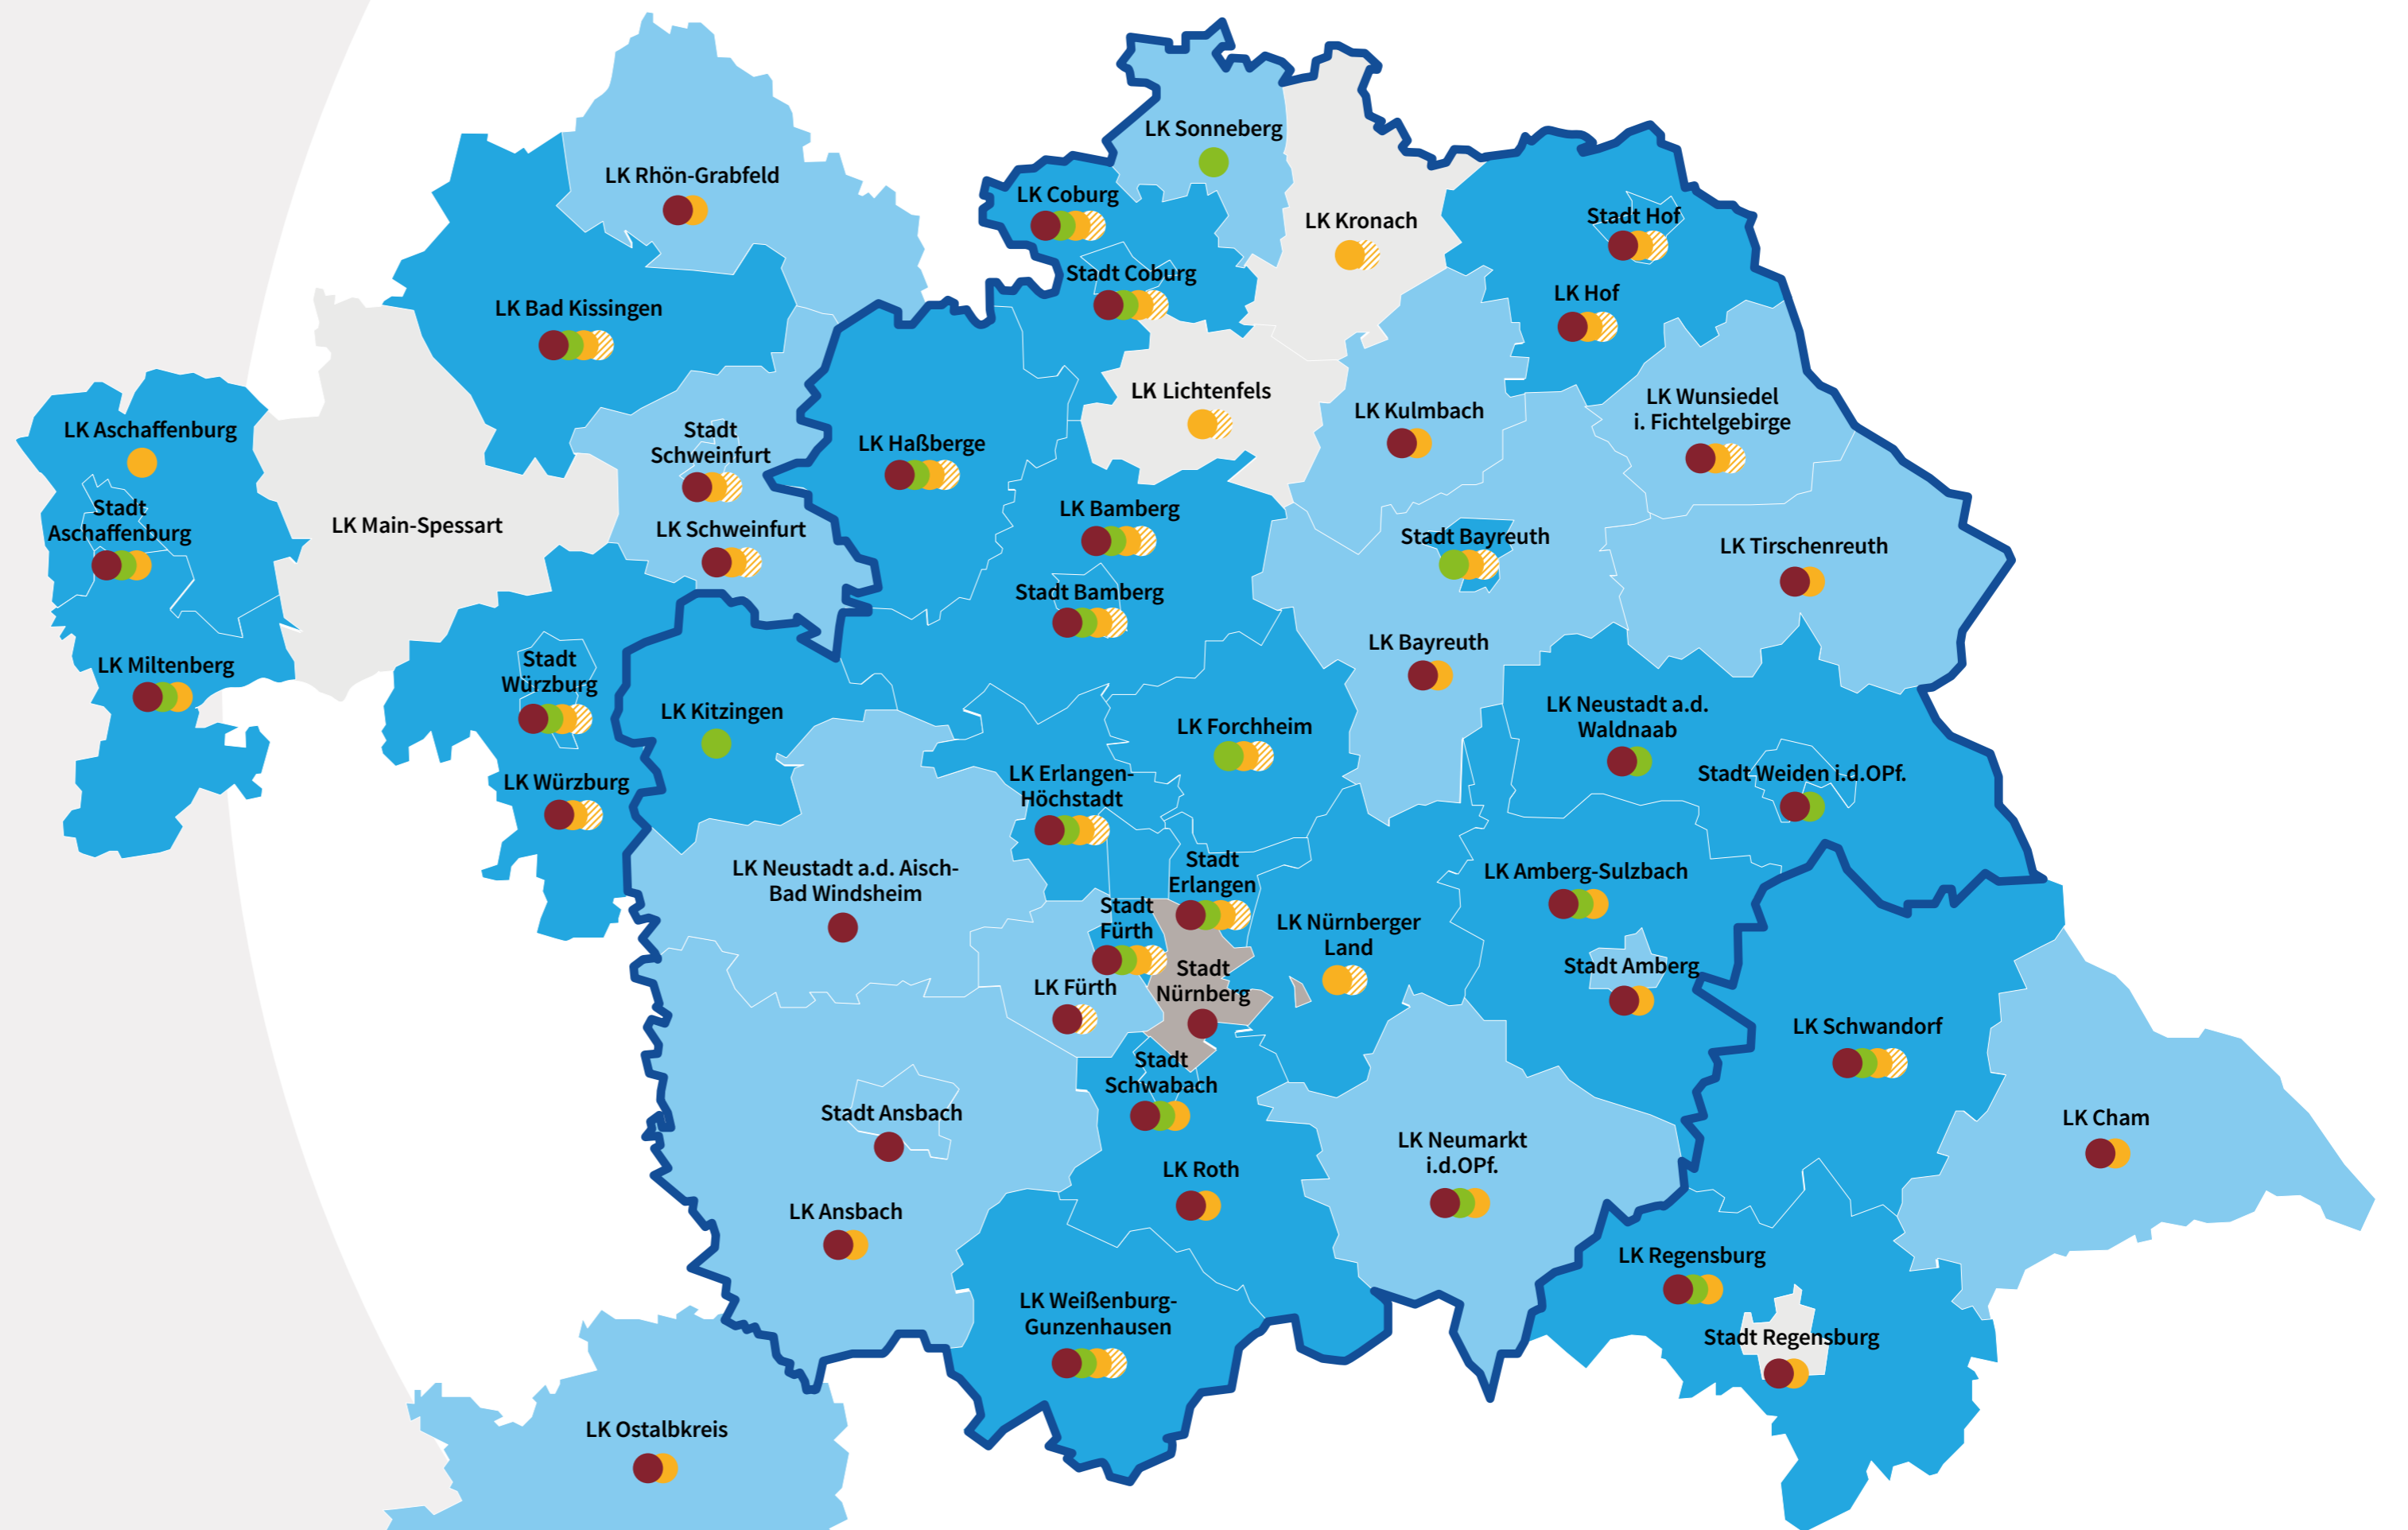 LK Sonneberg
LK Rhön-Grabfeld
LK Coburg
LK Kronach
Stadt Hof
Stadt Coburg
LK Hof
LK Bad Kissingen
LK Lichtenfels
LK Kulmbach
LK Wunsiedel
i. Fichtelgebirge
LK Aschaffenburg
Stadt
Schweinfurt
LK Haßberge
Stadt
Aschaffenburg
LK Main-Spessart
LK Schweinfurt
LK Bamberg
Stadt Bayreuth
LK Tirschenreuth
Stadt Bamberg
LK Bayreuth
LK Miltenberg
Stadt
Würzburg
LK Kitzingen
LK Forchheim
LK Neustadt a.d.
Waldnaab
LK Würzburg
LK Erlangen-
Höchstadt
Stadt Weiden i.d.OPf.
LK Neustadt a.d. Aisch-
Bad Windsheim
Stadt
Erlangen
LK Amberg-Sulzbach
Stadt
Fürth
LK Nürnberger
Land
Stadt
Nürnberg
Stadt Amberg
LK Fürth
LK Schwandorf
Stadt
Schwabach
Stadt Ansbach
LK Cham
LK Neumarkt
i.d.OPf.
LK Roth
LK Ansbach
LK Regensburg
LK Weißenburg-
Gunzenhausen
Stadt Regensburg
LK Ostalbkreis